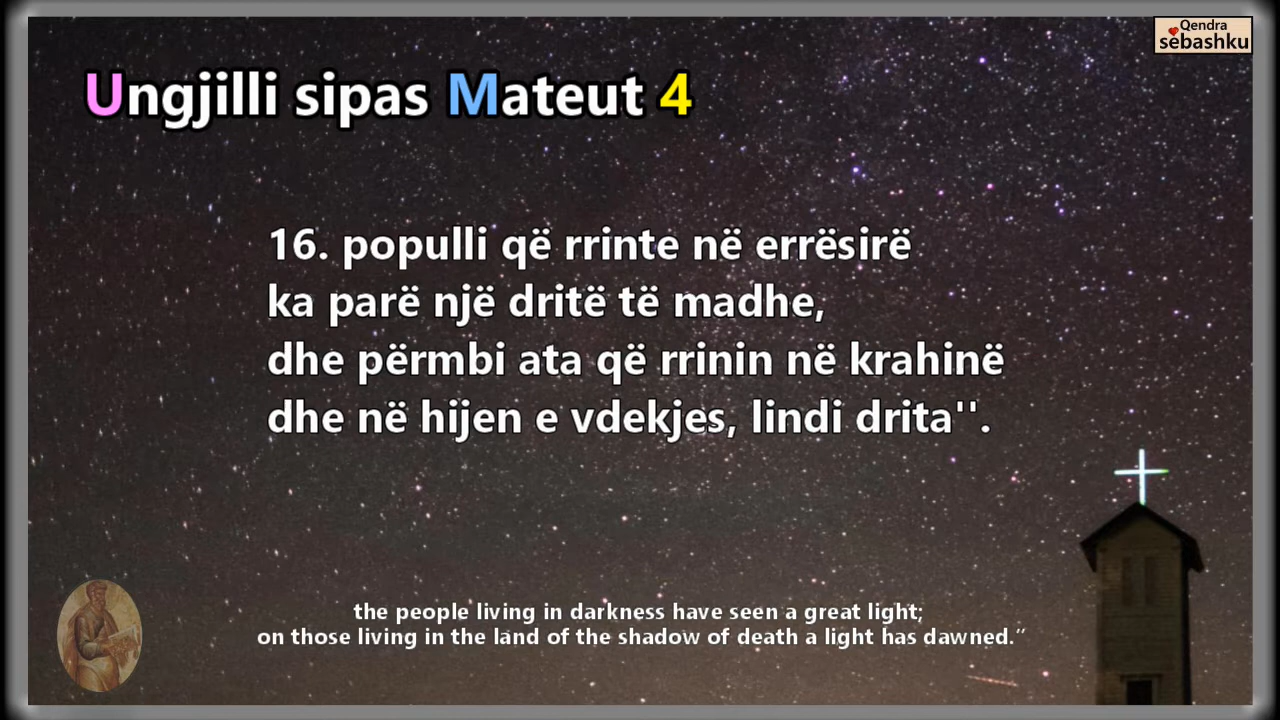 Qendra
sebashku
Ungjilli sipas Mateut 4
16. populli që rrinte në errësirë
ka parë një dritë të madhe,
dhe përmbi ata që rrinin në krahinë
dhe në hijen e vdekjes, lindi drita''.
the people living in darkness have seen a great light;
on those living in the land of the shadow of death a light has dawned.”